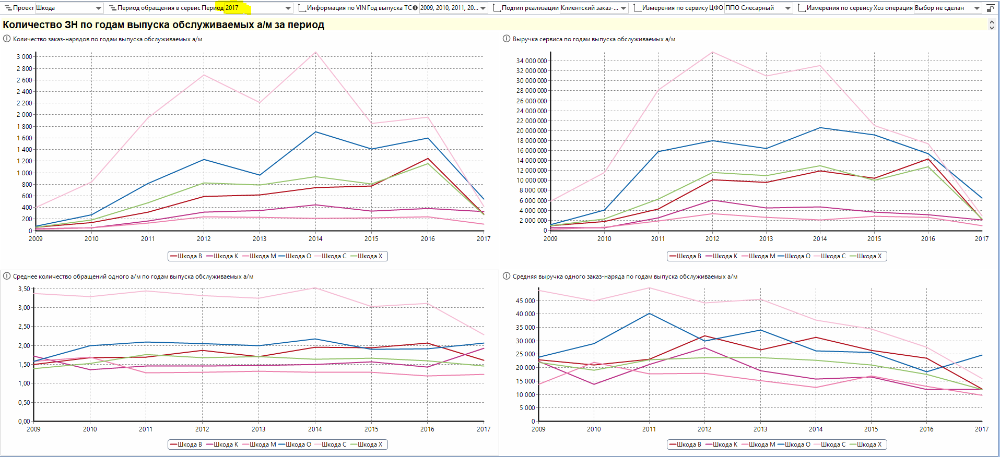 Проект Шкода Период обращения в сервис Период 2017 Информация по VIN Год выпуска ТС 2009, 2010, 2011, 20... Подтип реализации Клиентский заказ-... Измерения по сервису ЦФО ППО Слесарный Измерения по сервису Хоз операция Выбор не сделан
Количество ЗН по годам выпуска обслуживаемых а/м за период
Количество заказ-нарядов по годам выпуска обслуживаемых а/м
3 000
2 800
2 600
2 400
2 200
2 000
1 800
1 600
1 400
1 200
1 000
800
600
400
200
0
2009 2010 2011 2012 2013 2014 2015 2016 2017
Шкода B Шкода K Шкода M Шкода O Шкода C Шкода X
Выручка сервиса по годам выпуска обслуживаемых а/м
34 000 000
32 000 000
30 000 000
28 000 000
26 000 000
24 000 000
22 000 000
20 000 000
18 000 000
16 000 000
14 000 000
12 000 000
10 000 000
8 000 000
6 000 000
4 000 000
2 000 000
0
2009 2010 2011 2012 2013 2014 2015 2016 2017
Шкода B Шкода K Шкода M Шкода O Шкода C Шкода X
Среднее количество обращений одного а/м по годам выпуска обслуживаемых а/м
3,50
3,00
2,50
2,00
1,50
1,00
0,50
0,00
2009 2010 2011 2012 2013 2014 2015 2016 2017
Шкода B Шкода K Шкода M Шкода O Шкода C Шкода X
Средняя выручка одного заказ-наряда по годам выпуска обслуживаемых а/м
45 000
40 000
35 000
30 000
25 000
20 000
15 000
10 000
5 000
0
2009 2010 2011 2012 2013 2014 2015 2016 2017
Шкода B Шкода K Шкода M Шкода O Шкода C Шкода X